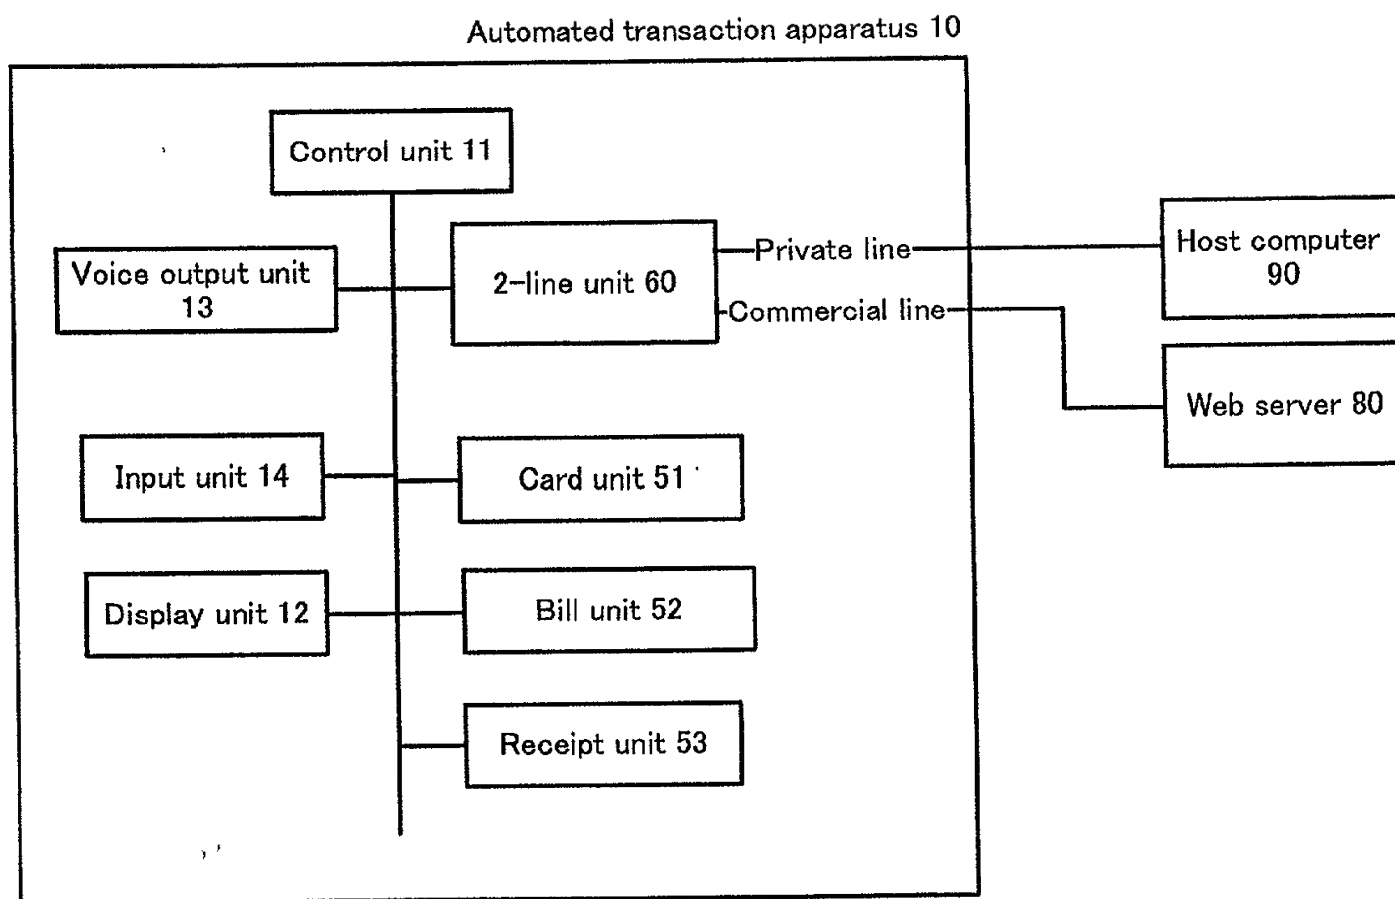 Automated transaction apparatus 10
Control unit 11
Voice output unit
13
2-line unit 60
Private line
Commercial line
Host computer
90
Web server 80
Input unit 14
Card unit 51
Display unit 12
Bill unit 52
Receipt unit 53